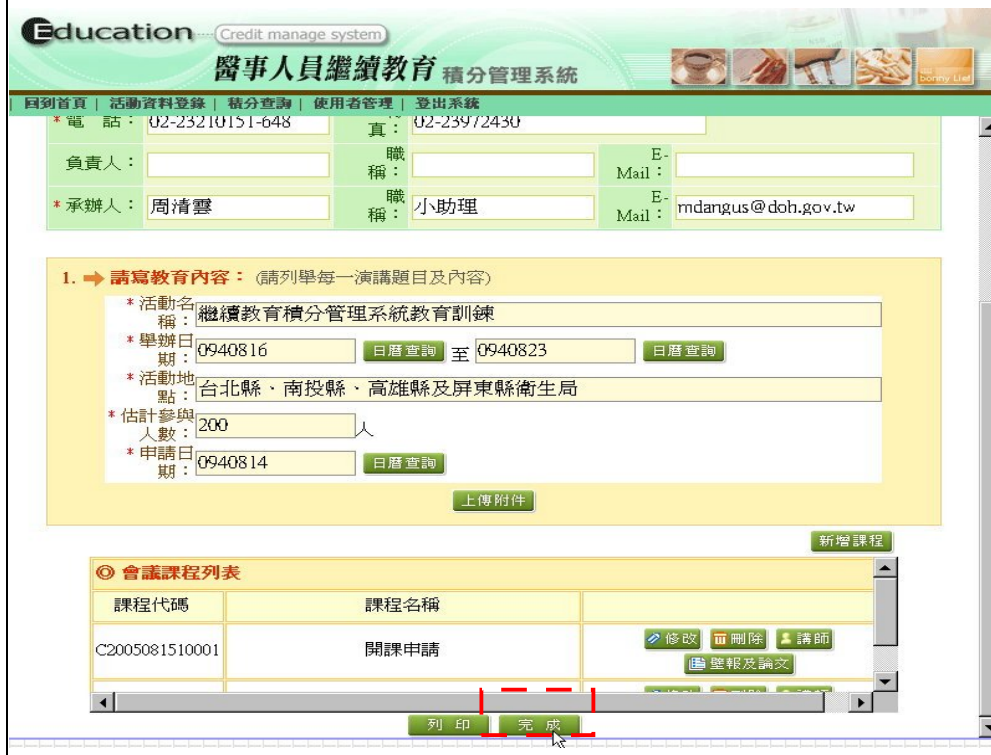 Education Credit manage system
醫事人員繼續教育 積分管理系統
bonny Lief
| 回到首頁 | 活動資料登錄 | 積分查詢 | 使用者管理 | 登出系統
*電 話： 02-23210151-648 真： 02-23972430
負責人： 職稱： E-Mail：
*承辦人： 周清雲 職稱： 小助理 E-Mail： mdangus@doh.gov.tw
1. 請寫教育內容： (請列舉每一演講題目及內容)
*活動名稱： 繼續教育積分管理系統教育訓鍊
*舉辦日期： 0940816 日曆查詢 至 0940823 日曆查詢
*活動地點： 台北縣、南投縣、高雄縣及屏東縣衛生局
*估計參與人數： 200 人
*申請日期： 0940814 日曆查詢
上傳附件
新增課程
◎ 會議課程列表
課程代碼 課程名稱
C2005081510001 開課申請 修改 刪除 講師
壁報及論文
列 印 完 成